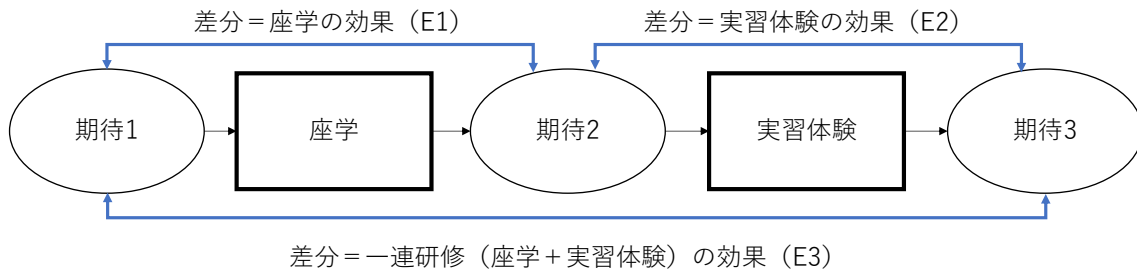 差分＝座学の効果（E1）
差分＝実習体験の効果（E2）
期待1
座学
期待2
実習体験
期待3
差分＝一連研修（座学＋実習体験）の効果（E3）